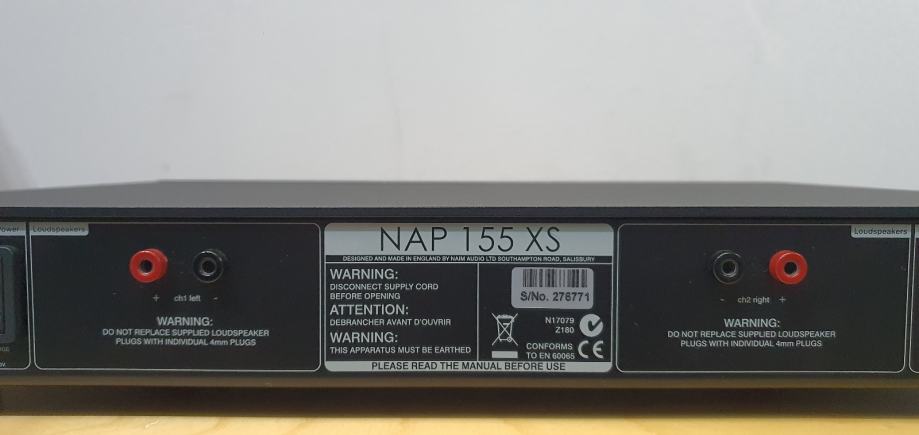 Power
Loudspeakers
+ ch1 left -
WARNING:
DO NOT REPLACE SUPPLIED LOUDSPEAKER
PLUGS WITH INDIVIDUAL 4mm PLUGS
NAP 155 XS
DESIGNED AND MADE IN ENGLAND BY NAIM AUDIO LTD SOUTHAMPTON ROAD, SALISBURY
WARNING:
DISCONNECT SUPPLY CORD
BEFORE OPENING
ATTENTION:
DEBRANCHER AVANT D'OUVRIR
WARNING:
THIS APPARATUS MUST BE EARTHED
S/No. 276771
N17079
Z180
CONFORMS
TO EN 60065
CE
PLEASE READ THE MANUAL BEFORE USE
Loudspeakers
- ch2 right +
WARNING:
DO NOT REPLACE SUPPLIED LOUDSPEAKER
PLUGS WITH INDIVIDUAL 4mm PLUGS